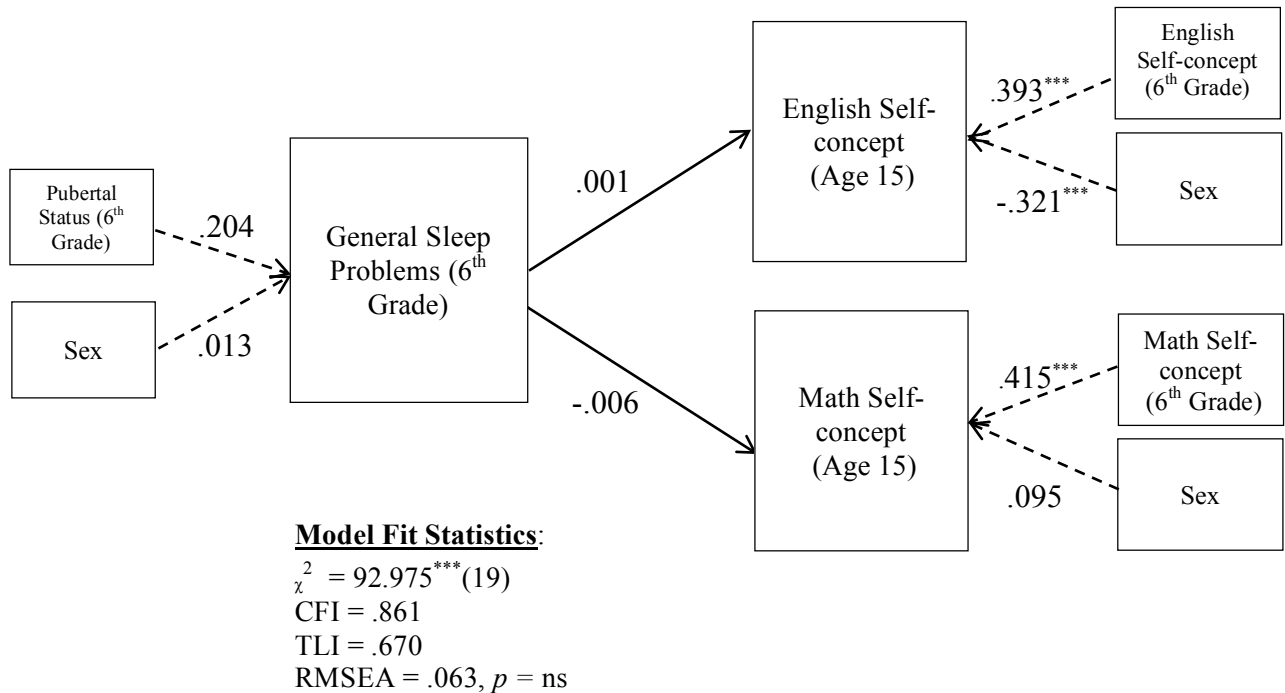 Pubertal
Status (6th
Grade)
.204
Sex
.013
General Sleep
Problems (6th
Grade)
.001
-.006
English Self-
concept
(Age 15)
.393***
-.321***
English
Self-concept
(6th Grade)
Sex
Math Self-
concept
(Age 15)
.415***
.095
Math Self-
concept
(6th Grade)
Sex
Model Fit Statistics:
χ2 = 92.975***(19)
CFI = .861
TLI = .670
RMSEA = .063, p = ns